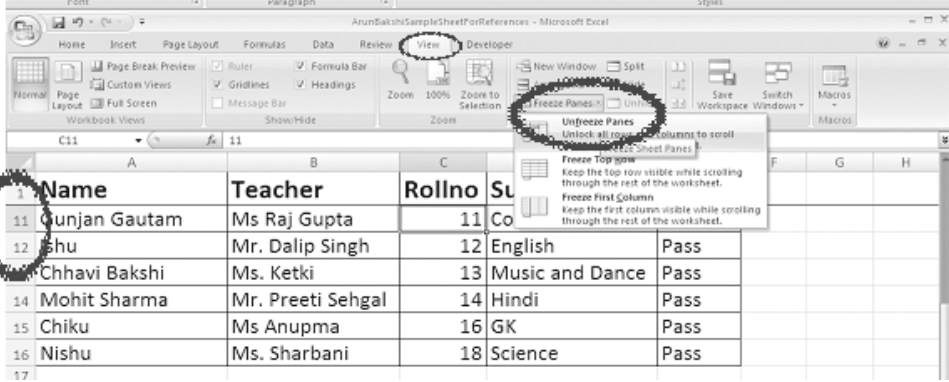 Font Paragraph Styles
ArunBakshiSampleSheetForReferences - Microsoft Excel
Home Insert Page Layout Formulas Data Review View Developer
Normal Page Layout Page Break Preview Custom Views Full Screen
Workbook Views
Ruler Formula Bar
Gridlines Headings
Message Bar
Show/Hide
Zoom 100% Zoom to Selection
Zoom
New Window Split
Freeze Panes
Save Workspace Switch Windows
Macros
Macros
Unfreeze Panes
Unlock all rows columns to scroll
Freeze Sheet Panes
Freeze Top Row
Keep the top row visible while scrolling
through the rest of the worksheet.
Freeze First Column
Keep the first column visible while scrolling
through the rest of the worksheet.
C11 fx 11
A B C F G H
1 Name Teacher Rollno Su
11 Gunjan Gautam Ms Raj Gupta 11 Co
12 Ishu Mr. Dalip Singh 12 English Pass
Chhavi Bakshi Ms. Ketki 13 Music and Dance Pass
14 Mohit Sharma Mr. Preeti Sehgal 14 Hindi Pass
15 Chiku Ms Anupma 16 GK Pass
16 Nishu Ms. Sharbani 18 Science Pass
17